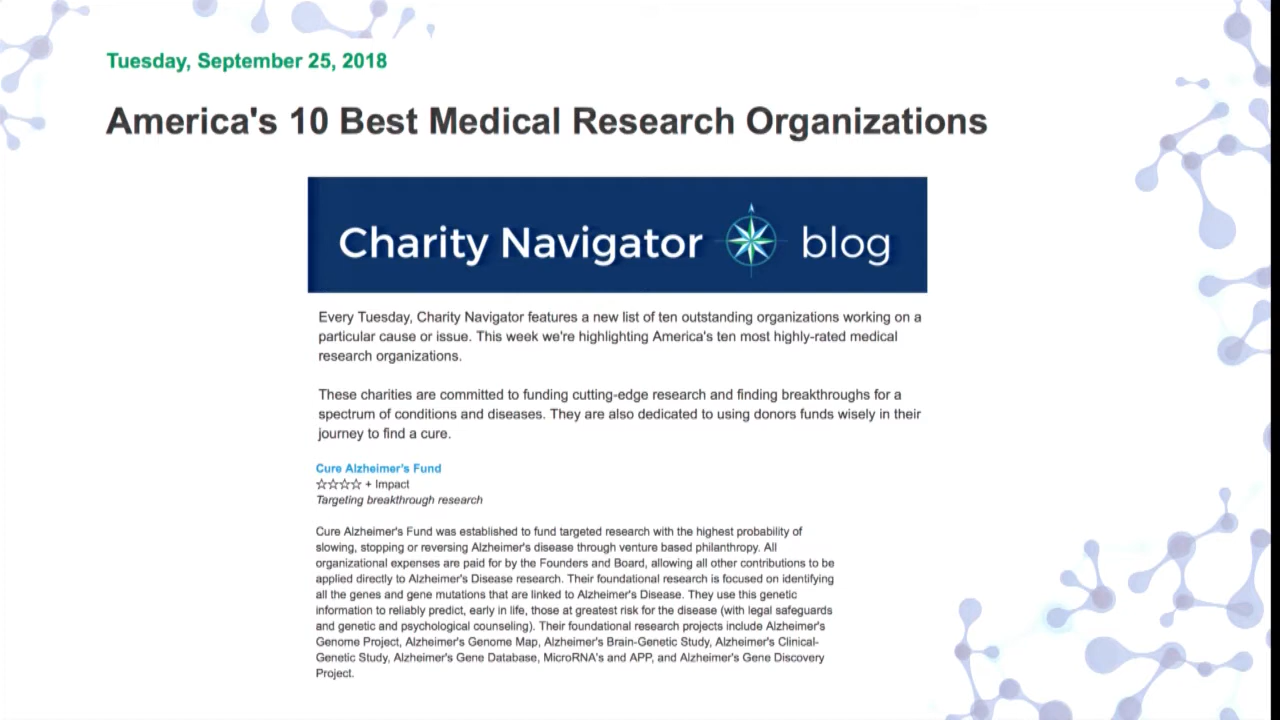 Tuesday, September 25, 2018
America's 10 Best Medical Research Organizations
Charity Navigator blog
Every Tuesday, Charity Navigator features a new list of ten outstanding organizations working on a
particular cause or issue. This week we're highlighting America's ten most highly-rated medical
research organizations.
These charities are committed to funding cutting-edge research and finding breakthroughs for a
spectrum of conditions and diseases. They are also dedicated to using donors funds wisely in their
journey to find a cure.
Cure Alzheimer's Fund
☆☆☆☆ + Impact
Targeting breakthrough research
Cure Alzheimer's Fund was established to fund targeted research with the highest probability of
slowing, stopping or reversing Alzheimer's disease through venture based philanthropy. All
organizational expenses are paid for by the Founders and Board, allowing all other contributions to be
applied directly to Alzheimer's Disease research. Their foundational research is focused on identifying
all the genes and gene mutations that are linked to Alzheimer's Disease. They use this genetic
information to reliably predict, early in life, those at greatest risk for the disease (with legal safeguards
and genetic and psychological counseling). Their foundational research projects include Alzheimer's
Genome Project, Alzheimer's Genome Map, Alzheimer's Brain-Genetic Study, Alzheimer's Clinical-
Genetic Study, Alzheimer's Gene Database, MicroRNA's and APP, and Alzheimer's Gene Discovery
Project.